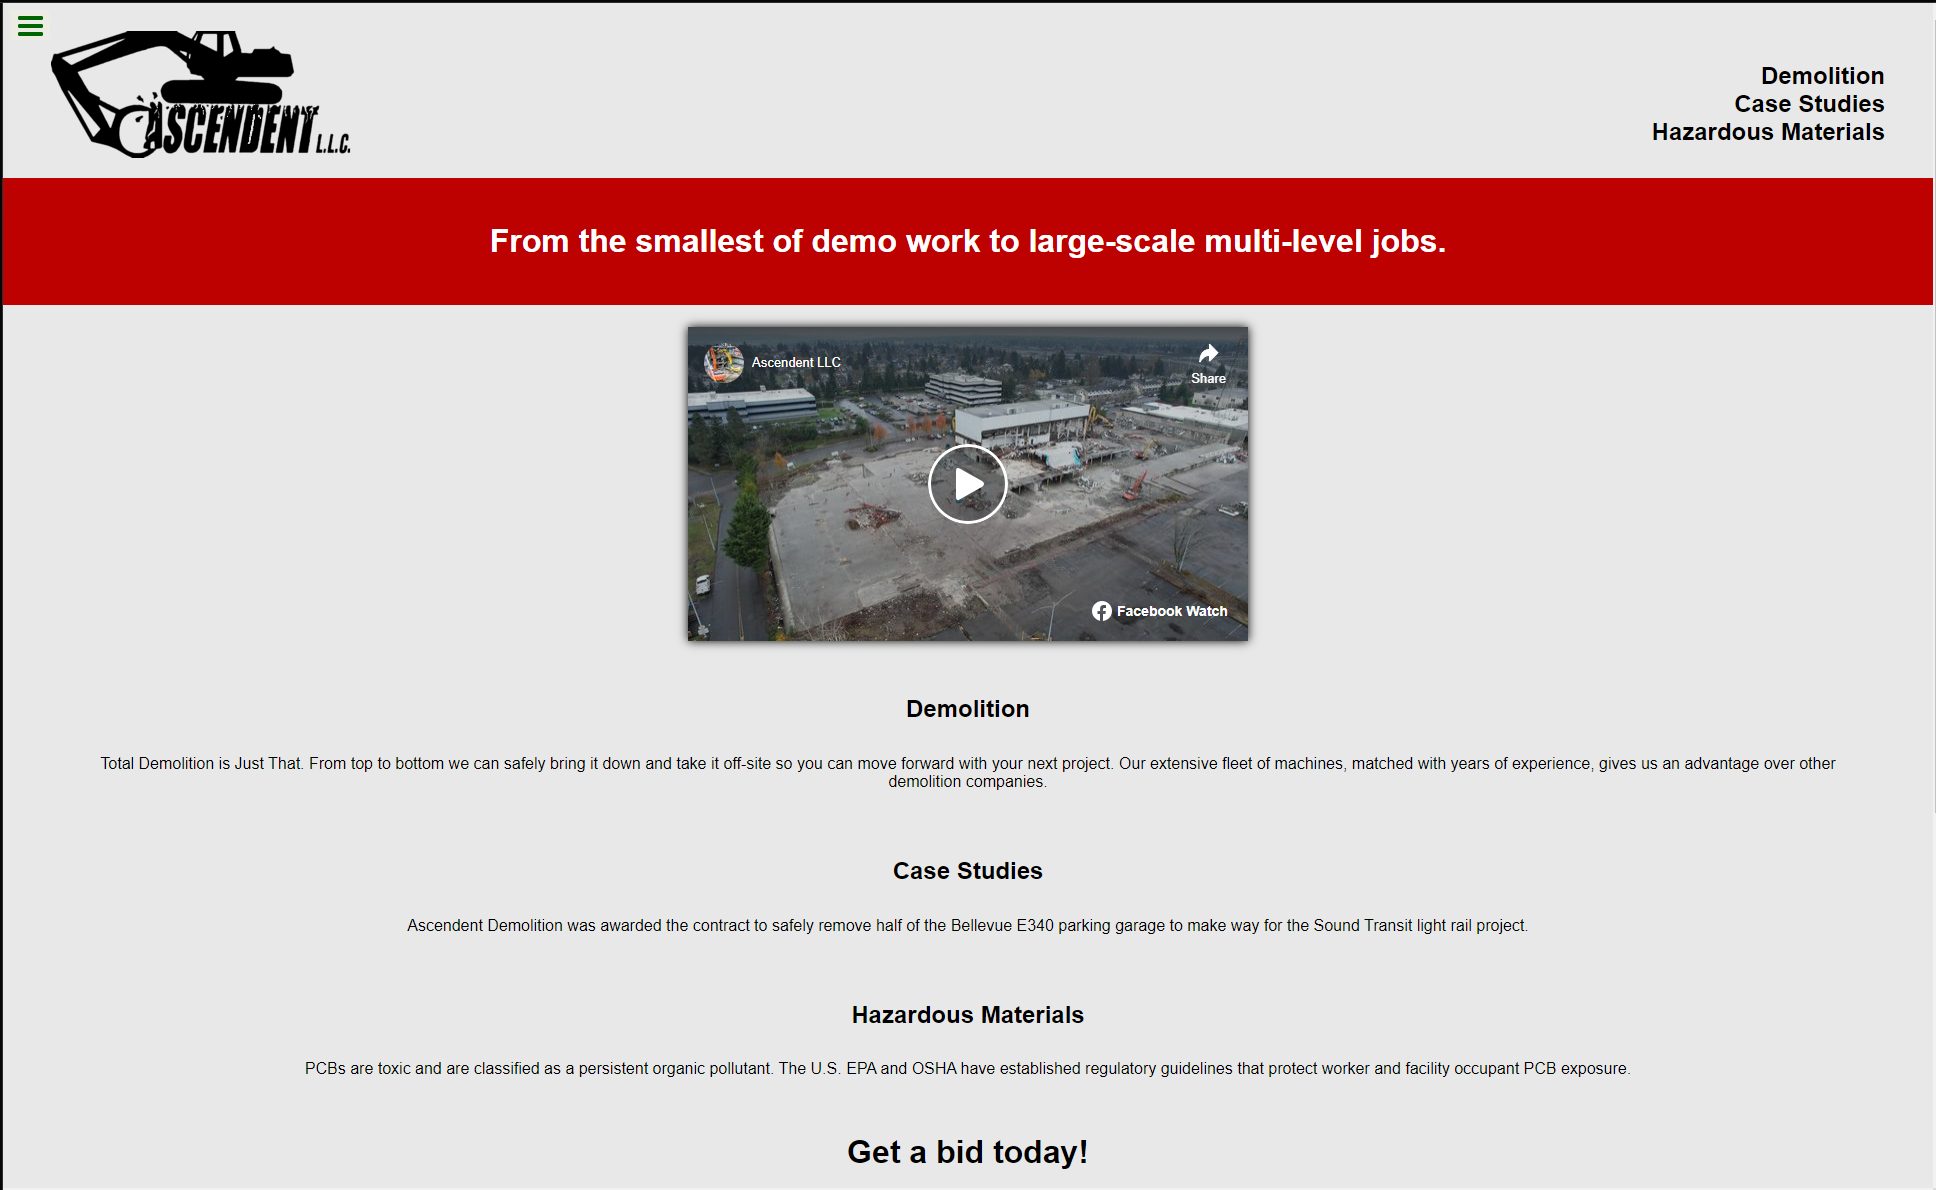 ASCENDENT L.L.C.
Demolition
Case Studies
Hazardous Materials
From the smallest of demo work to large-scale multi-level jobs.
Ascendent LLC
Share
Facebook Watch
Demolition
Total Demolition is Just That. From top to bottom we can safely bring it down and take it off-site so you can move forward with your next project. Our extensive fleet of machines, matched with years of experience, gives us an advantage over other
demolition companies.
Case Studies
Ascendent Demolition was awarded the contract to safely remove half of the Bellevue E340 parking garage to make way for the Sound Transit light rail project.
Hazardous Materials
PCBs are toxic and are classified as a persistent organic pollutant. The U.S. EPA and OSHA have established regulatory guidelines that protect worker and facility occupant PCB exposure.
Get a bid today!